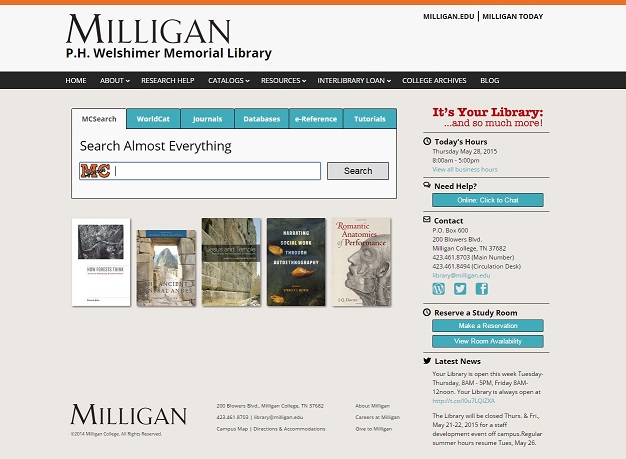 MILLIGAN
P.H. Welshimer Memorial Library
MILLIGAN.EDU | MILLIGAN TODAY
HOME ABOUT RESEARCH HELP CATALOGS RESOURCES INTERLIBRARY LOAN COLLEGE ARCHIVES BLOG
MCSearch WorldCat Journals Databases e-Reference Tutorials
Search Almost Everything
MC Search
HOW FORESTS THINK
Jesus and Temple
NARRATING
SOCIAL WORK
THROUGH
AUTOETHNOGRAPHY
Romantic
Anatomies
of Performance
It's Your Library:
...and so much more!
Today's Hours
Thursday May 28, 2015
8:00am - 5:00pm
View all business hours
Need Help?
Online: Click to Chat
Contact
P.O. Box 600
200 Blowers Blvd.
Milligan College, TN 37682
423.461.8703 (Main Number)
423.461.8494 (Circulation Desk)
library@milligan.edu
Reserve a Study Room
Make a Reservation
View Room Availability
Latest News
Your Library is open this week Tuesday-
Thursday, 8AM - 5PM, Friday 8AM-
12noon. Your Library is always open at
The Library will be closed Thurs. & Fri.,
May 21-22, 2015 for a staff
development event off campus.Regular
summer hours resume Tues, May 26.
MILLIGAN
©2014 Milligan College. All Rights Reserved.
200 Blowers Blvd., Milligan College, TN 37682
423.461.8703 | library@milligan.edu
Campus Map | Directions & Accommodations
About Milligan
Careers at Milligan
Give to Milligan